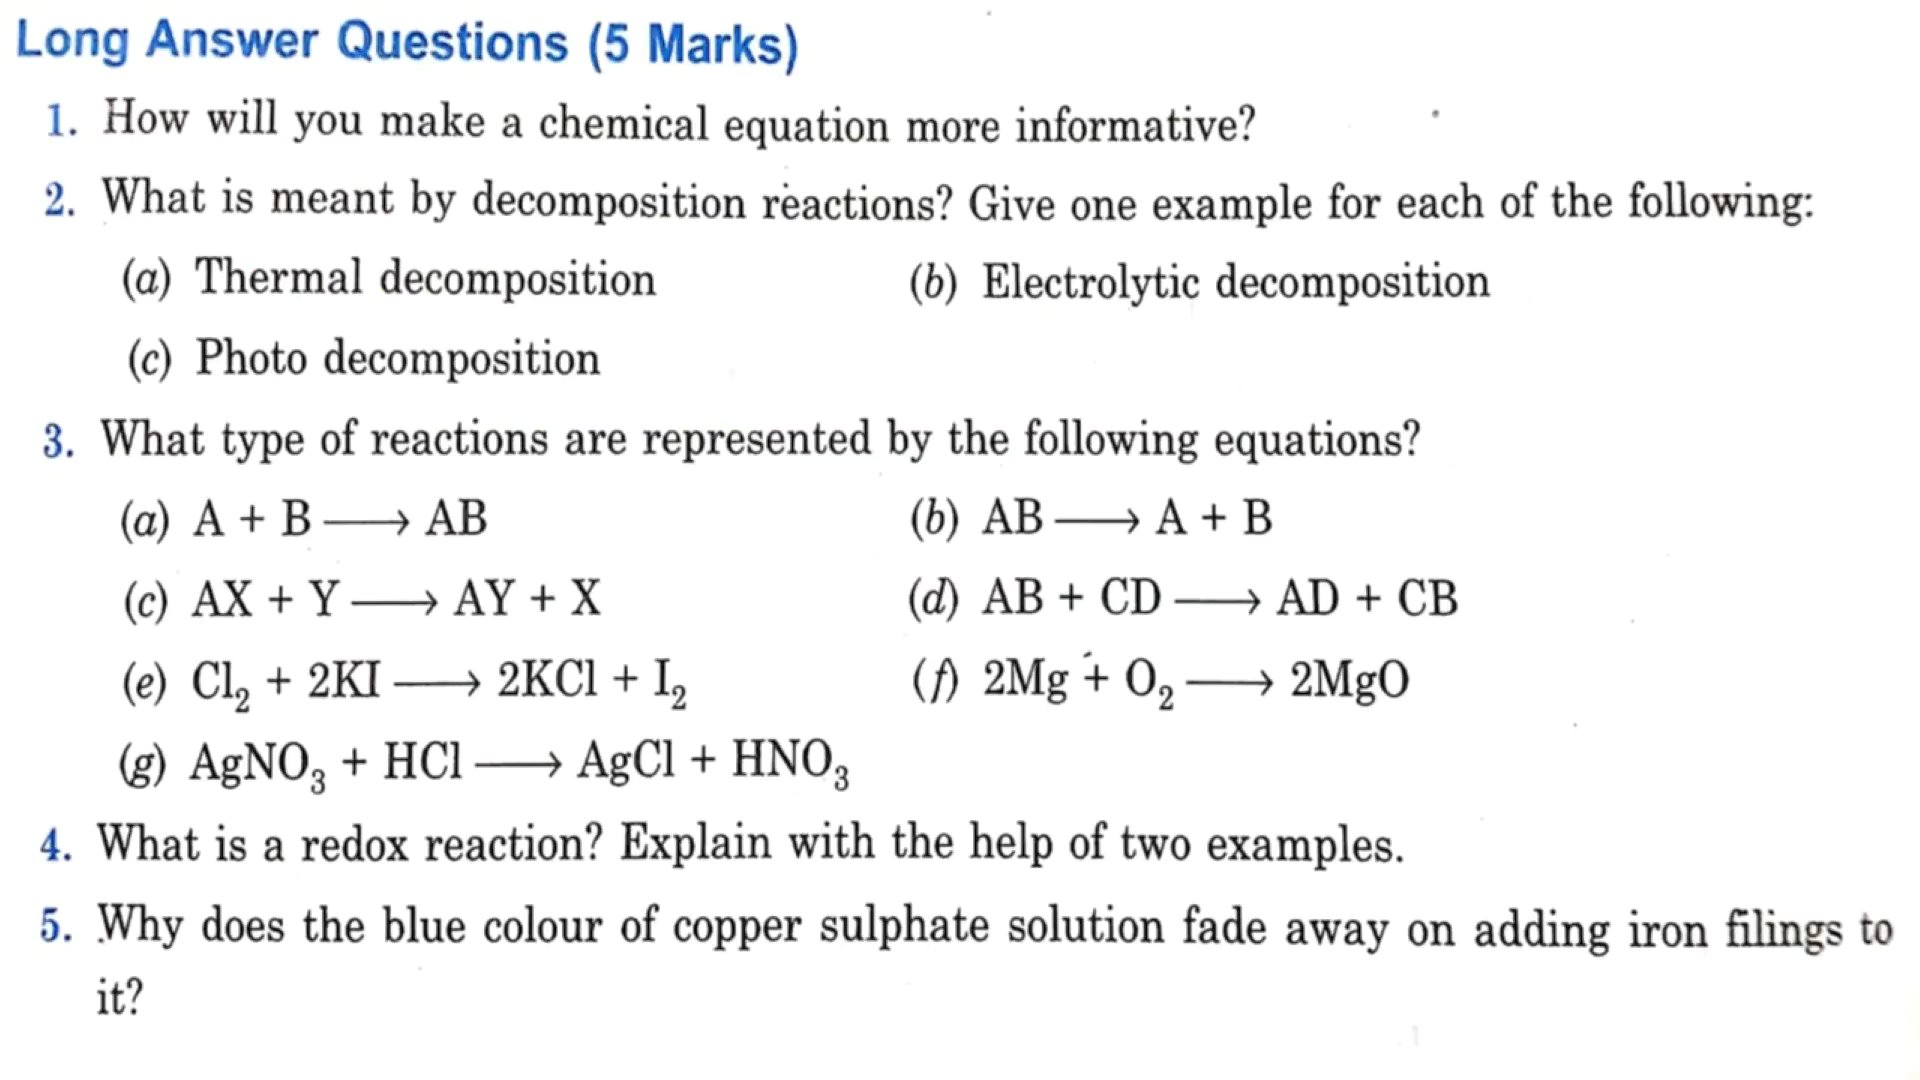 Long Answer Questions (5 Marks)
1. How will you make a chemical equation more informative?
2. What is meant by decomposition reactions? Give one example for each of the following:
(a) Thermal decomposition (b) Electrolytic decomposition
(c) Photo decomposition
3. What type of reactions are represented by the following equations?
(a) A + B ⟶ AB (b) AB ⟶ A + B
(c) AX + Y ⟶ AY + X (d) AB + CD ⟶ AD + CB
(e) Cl₂ + 2KI ⟶ 2KCl + I₂ (f) 2Mg + O₂ ⟶ 2MgO
(g) AgNO₃ + HCl ⟶ AgCl + HNO₃
4. What is a redox reaction? Explain with the help of two examples.
5. Why does the blue colour of copper sulphate solution fade away on adding iron filings to
it?